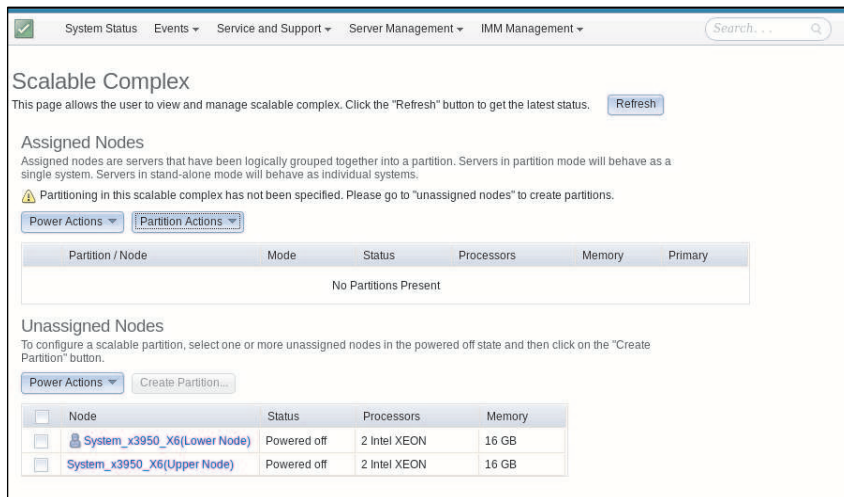 System Status Events Service and Support Server Management IMM Management Search. . .
Scalable Complex
This page allows the user to view and manage scalable complex. Click the "Refresh" button to get the latest status. Refresh
Assigned Nodes
Assigned nodes are servers that have been logically grouped together into a partition. Servers in partition mode will behave as a
single system. Servers in stand-alone mode will behave as individual systems.
Partitioning in this scalable complex has not been specified. Please go to "unassigned nodes" to create partitions.
Power Actions Partition Actions
Partition / Node Mode Status Processors Memory Primary
No Partitions Present
Unassigned Nodes
To configure a scalable partition, select one or more unassigned nodes in the powered off state and then click on the "Create
Partition" button.
Power Actions Create Partition...
Node Status Processors Memory
System_x3950_X6(Lower Node) Powered off 2 Intel XEON 16 GB
System_x3950_X6(Upper Node) Powered off 2 Intel XEON 16 GB